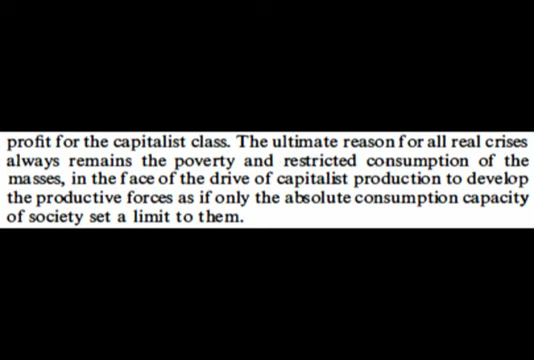 profit for the capitalist class. The ultimate reason for all real crises
always remains the poverty and restricted consumption of the
masses, in the face of the drive of capitalist production to develop
the productive forces as if only the absolute consumption capacity
of society set a limit to them.